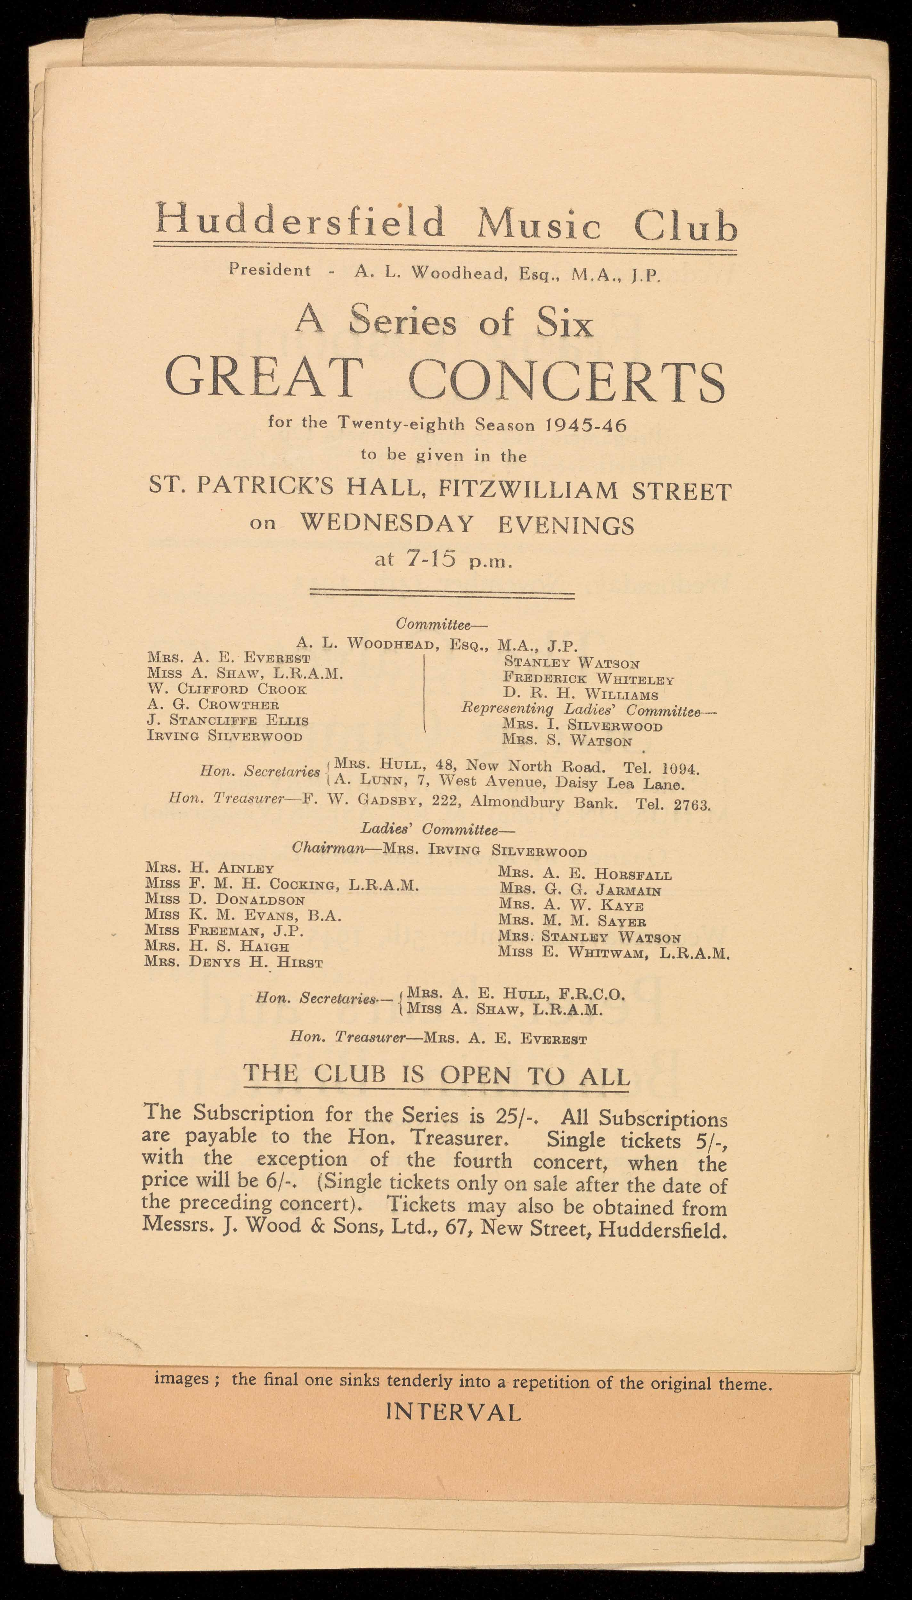 Huddersfield Music Club
President - A. L. Woodhead, Esq., M.A., J.P.
A Series of Six
GREAT CONCERTS
for the Twenty-eighth Season 1945-46
to be given in the
ST. PATRICK'S HALL, FITZWILLIAM STREET
on WEDNESDAY EVENINGS
at 7-15 p.m.
Committee—
A. L. Woodhead, Esq., M.A., J.P.
Mrs. A. E. Everest
Miss A. Shaw, L.R.A.M.
W. Clifford Crook
A. G. Crowther
J. Stancliffe Ellis
Irving Silverwood
Stanley Watson
Frederick Whiteley
D. R. H. Williams
Representing Ladies' Committee—
Mrs. I. Silverwood
Mrs. S. Watson
Hon. Secretaries { Mrs. Hull, 48, New North Road. Tel. 1094.
A. Lunn, 7, West Avenue, Daisy Lea Lane.
Hon. Treasurer—F. W. Gadsby, 222, Almondbury Bank. Tel. 2763.
Ladies' Committee—
Chairman—Mrs. Irving Silverwood
Mrs. H. Ainley
Miss F. M. H. Cocking, L.R.A.M.
Miss D. Donaldson
Miss K. M. Evans, B.A.
Miss Freeman, J.P.
Mrs. H. S. Haigh
Mrs. Denys H. Hirst
Mrs. A. E. Horsfall
Mrs. G. G. Jarmain
Mrs. A. W. Kaye
Mrs. M. M. Sayer
Mrs. Stanley Watson
Miss E. Whitwam, L.R.A.M.
Hon. Secretaries— { Mrs. A. E. Hull, F.R.C.O.
Miss A. Shaw, L.R.A.M.
Hon. Treasurer—Mrs. A. E. Everest
THE CLUB IS OPEN TO ALL
The Subscription for the Series is 25/-. All Subscriptions
are payable to the Hon. Treasurer. Single tickets 5/-,
with the exception of the fourth concert, when the
price will be 6/-. (Single tickets only on sale after the date of
the preceding concert). Tickets may also be obtained from
Messrs. J. Wood & Sons, Ltd., 67, New Street, Huddersfield.
images ; the final one sinks tenderly into a repetition of the original theme.
INTERVAL